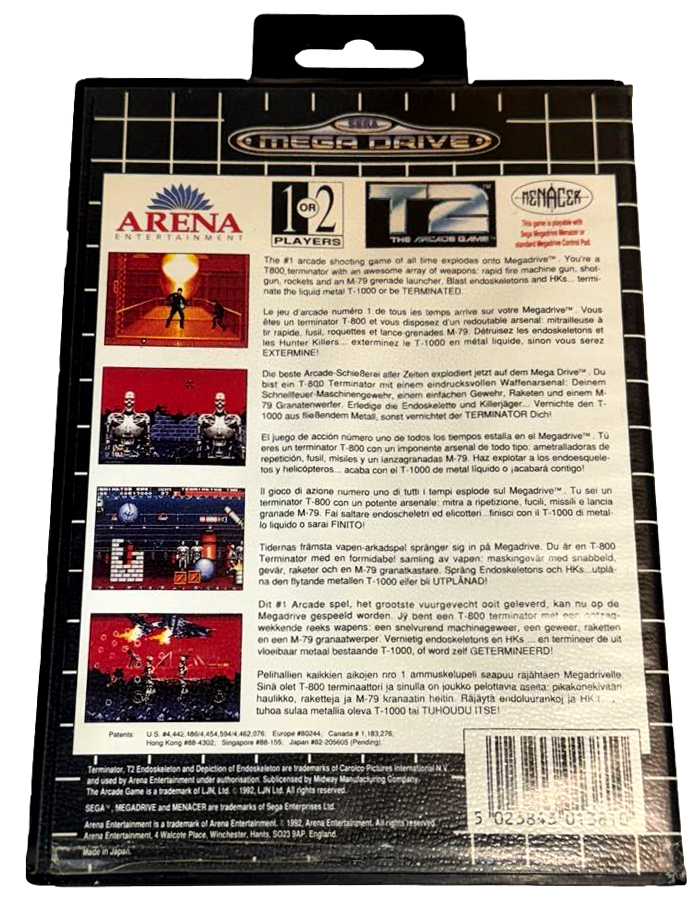 SEGA
MEGA DRIVE
ARENA
ENTERTAINMENT
1 OR 2
PLAYERS
T2™
THE ARCADE GAME
MENACER
This game is playable with
Sega Megadrive Menacer or
standard Megadrive Control Pad.
The #1 arcade shooting game of all time explodes onto Megadrive™. You're a
T800 terminator with an awesome array of weapons: rapid fire machine gun, shot-
gun, rockets and an M-79 grenade launcher. Blast endoskeletons and HKs... termi-
nate the liquid metal T-1000 or be TERMINATED.
Le jeu d'arcade numéro 1 de tous les temps arrive sur votre Megadrive™. Vous
êtes un terminator T-800 et vous disposez d'un redoutable arsenal: mitrailleuse à
tir rapide, fusil, roquettes et lance-grenades M-79. Détruisez les endoskeletons et
les Hunter Killers... exterminez le T-1000 en métal liquide, sinon vous serez
EXTERMINE!
Die beste Arcade-Schießerei aller Zeiten explodiert jetzt auf dem Mega Drive™. Du
bist ein T-800 Terminator mit einem eindrucksvollen Waffenarsenal: Deinem
Schnellfeuer-Maschinengewehr, einem einfachen Gewehr, Raketen und einem M-
79 Granatenwerfer. Erledige die Endoskelette und Killerjäger... Vernichte den T-
1000 aus fließendem Metall, sonst vernichtet der TERMINATOR Dich!
El juego de acción número uno de todos los tiempos estalla en el Megadrive™. Tú
eres un terminator T-800 con un imponente arsenal de todo tipo: ametralladoras de
repetición, fusil, misiles y un lanzagranadas M-79. Haz explotar a los endoesquele-
tos y helicópteros... acaba con el T-1000 de metal líquido o ¡acabará contigo!
Il gioco di azione numero uno di tutti i tempi esplode sul Megadrive™. Tu sei un
terminator T-800 con un potente arsenale: mitra a ripetizione, fucili, missili e lancia
granade M-79. Fai saltare endoscheletri ed elicotteri...finisci con il T-1000 di metal-
lo liquido o sarai FINITO!
Tidernas främsta vapen-arkadspel spränger sig in på Megadrive. Du är en T-800
Terminator med en formidabel samling av vapen: maskingevär med snabbeld,
gevär, raketer och en M-79 granatkastare. Spräng Endoskeletons och HKs...utplå-
na den flytande metallen T-1000 eller bli UTPLÅNAD!
Dit #1 Arcade spel, het grootste vuurgevecht ooit geleverd, kan nu op de
Megadrive gespeeld worden. Jÿ bent een T-800 terminator met een ontzag-
wekkende reeks wapens: een snelvurend machinegeweer, een geweer, raketten
en een M-79 granaatwerper. Vernietig endoskeletons en HKs ... en termineer de uit
vloeibaar metaal bestaande T-1000, of word zelf GETERMINEERD!
Pelihallien kaikkien aikojen nro 1 ammuskelupeli saapuu räjähtäen Megadrivelle.
Sinä olet T-800 terminaattori ja sinulla on joukko pelottavia aseita: pikakonekivääri
haulikko, raketteja ja M-79 kranaatin heitin. Räjäytä endoluurankoj ja HK:t...
tuhoa sulaa metallia oleva T-1000 tai TUHOUDU ITSE!
Patents U.S. #4,442,486/4,454,594/4,462,076; Europe #80244; Canada # 1,183,276;
Hong Kong #88-4302; Singapore #88-155; Japan #82-205605 (Pending).
Terminator, T2 Endoskeleton and Depiction of Endoskeleton are trademarks of Carolco Pictures International N.V.
and used by Arena Entertainment under authorisation. Sublicensed by Midway Manufacturing Company.
The Arcade Game is a trademark of LJN, Ltd. © 1992, LJN Ltd. All rights reserved.
SEGA™, MEGADRIVE and MENACER are trademarks of Sega Enterprises Ltd.
Arena Entertainment is a trademark of Arena Entertainment. © 1992, Arena Entertainment. All rights reserved.
Arena Entertainment, 4 Walcote Place, Winchester, Hants, SO23 9AP, England.
Made in Japan.